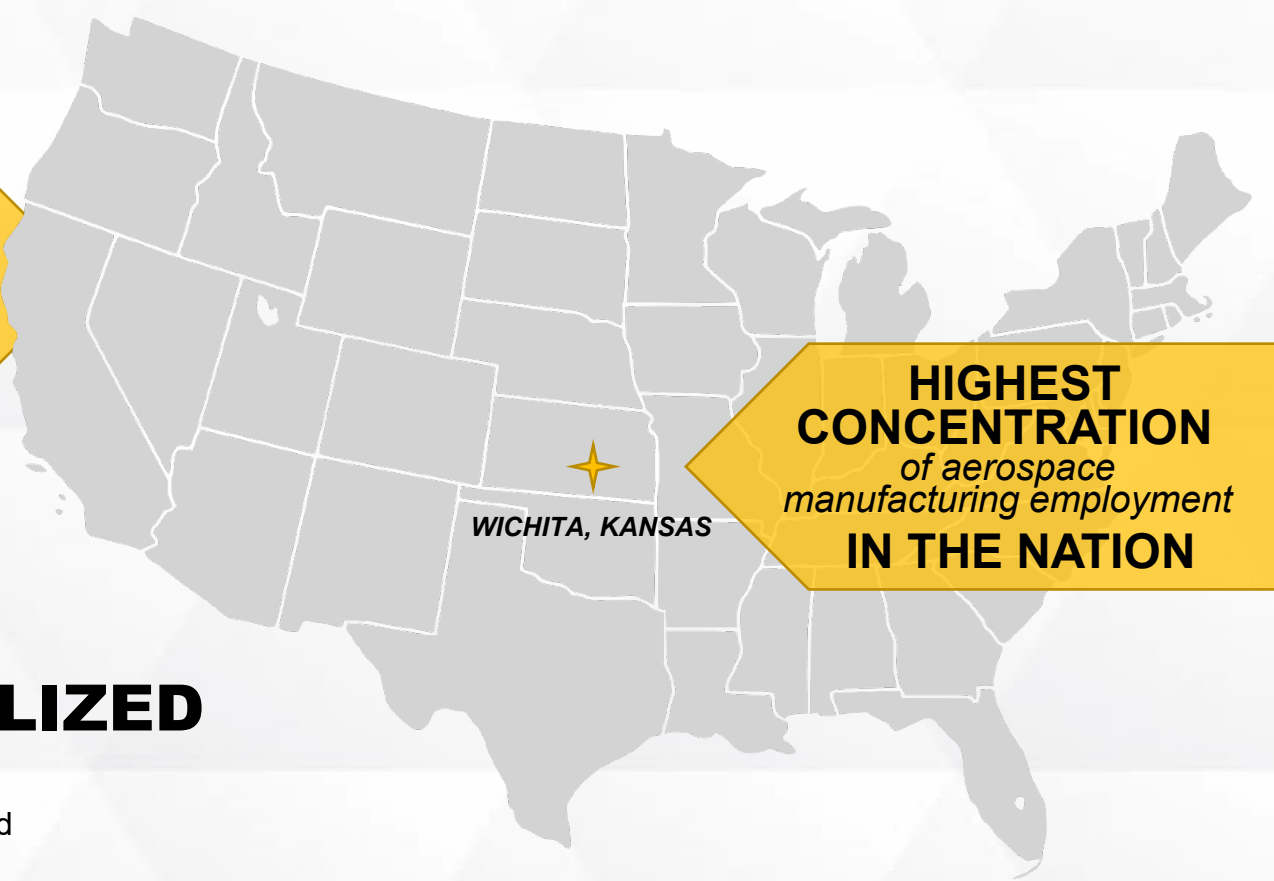 HIGHEST
CONCENTRATION
of aerospace
manufacturing employment
IN THE NATION
WICHITA, KANSAS
LIZED
d